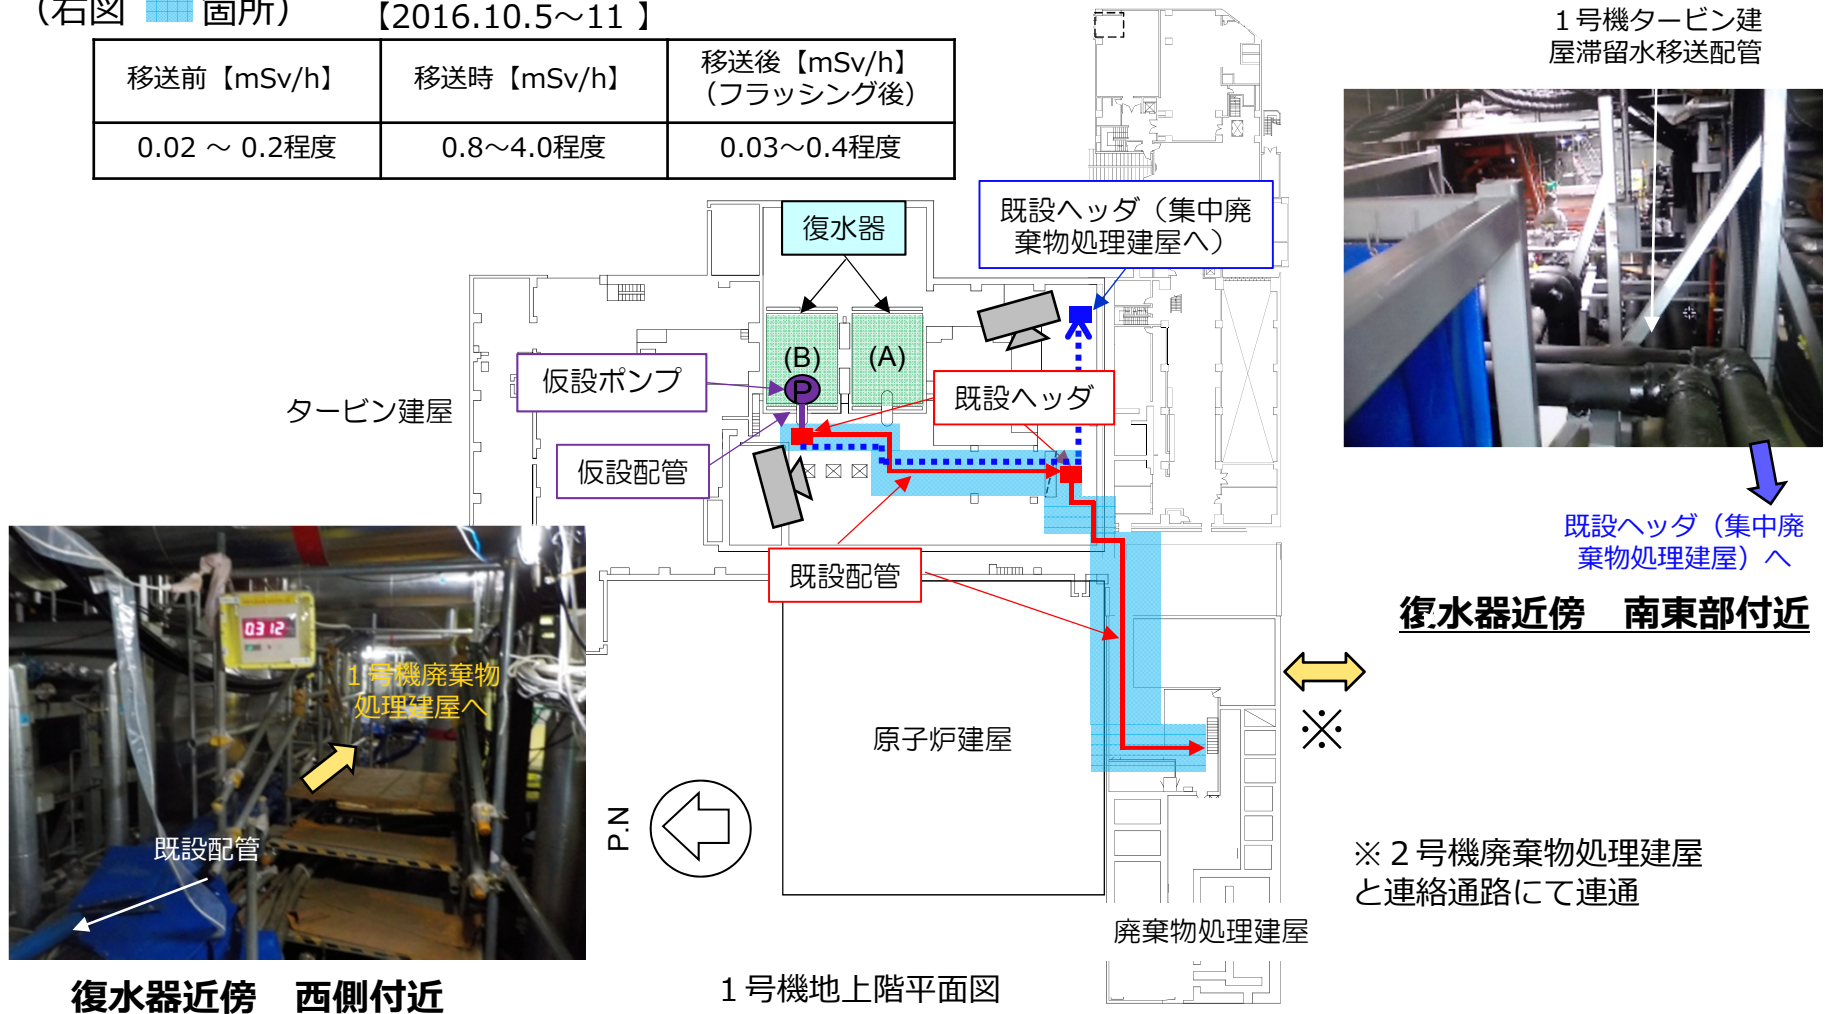 （右図　　箇所）
【2016.10.5～11 】
移送前【mSv/h】
移送時【mSv/h】
移送後【mSv/h】
（フラッシング後）
0.02 ～ 0.2程度
0.8～4.0程度
0.03～0.4程度
１号機タービン建
屋滞留水移送配管
復水器
既設ヘッダ（集中廃
棄物処理建屋へ）
(B)
(A)
P
仮設ポンプ
既設ヘッダ
タービン建屋
仮設配管
既設配管
既設ヘッダ（集中廃
棄物処理建屋）へ
復水器近傍　南東部付近
0.312
１号機廃棄物
処理建屋へ
既設配管
原子炉建屋
※
P.N
※２号機廃棄物処理建屋
と連絡通路にて連通
廃棄物処理建屋
復水器近傍　西側付近
１号機地上階平面図